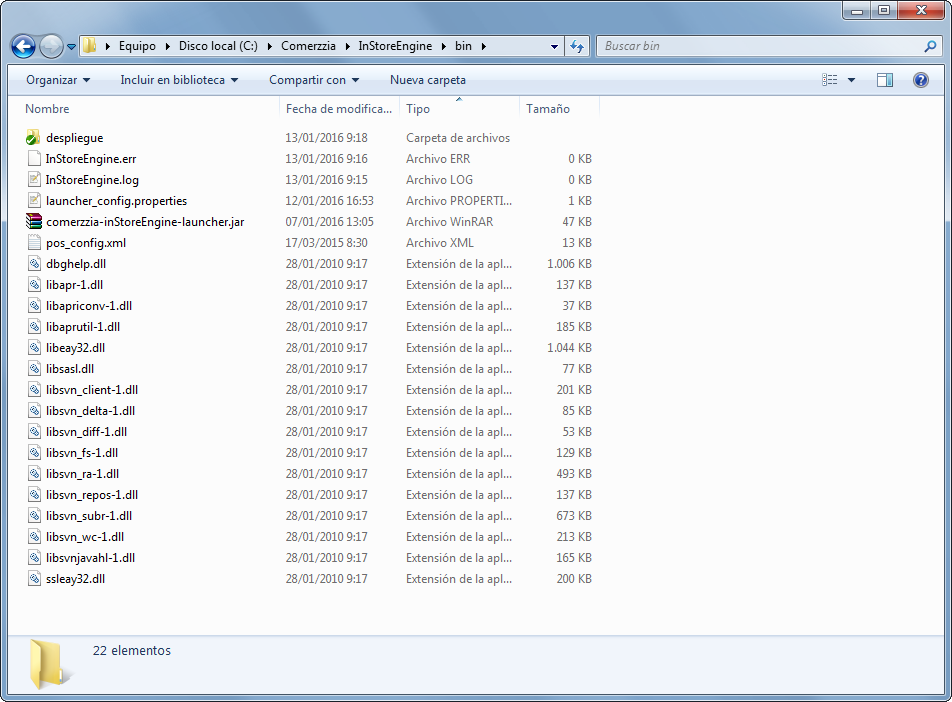 Equipo Disco local (C:) Comerzzia InStoreEngine bin Buscar bin
Organizar Incluir en biblioteca Compartir con Nueva carpeta
Nombre Fecha de modifica... Tipo Tamaño
despliegue 13/01/2016 9:18 Carpeta de archivos
InStoreEngine.err 13/01/2016 9:16 Archivo ERR 0 KB
InStoreEngine.log 13/01/2016 9:15 Archivo LOG 0 KB
launcher_config.properties 12/01/2016 16:53 Archivo PROPERTI... 1 KB
comerzzia-inStoreEngine-launcher.jar 07/01/2016 13:05 Archivo WinRAR 47 KB
pos_config.xml 17/03/2015 8:30 Archivo XML 13 KB
dbghelp.dll 28/01/2010 9:17 Extensión de la apl... 1.006 KB
libapr-1.dll 28/01/2010 9:17 Extensión de la apl... 137 KB
libapriconv-1.dll 28/01/2010 9:17 Extensión de la apl... 37 KB
libaprutil-1.dll 28/01/2010 9:17 Extensión de la apl... 185 KB
libeay32.dll 28/01/2010 9:17 Extensión de la apl... 1.044 KB
libsasl.dll 28/01/2010 9:17 Extensión de la apl... 77 KB
libsvn_client-1.dll 28/01/2010 9:17 Extensión de la apl... 201 KB
libsvn_delta-1.dll 28/01/2010 9:17 Extensión de la apl... 85 KB
libsvn_diff-1.dll 28/01/2010 9:17 Extensión de la apl... 53 KB
libsvn_fs-1.dll 28/01/2010 9:17 Extensión de la apl... 129 KB
libsvn_ra-1.dll 28/01/2010 9:17 Extensión de la apl... 493 KB
libsvn_repos-1.dll 28/01/2010 9:17 Extensión de la apl... 137 KB
libsvn_subr-1.dll 28/01/2010 9:17 Extensión de la apl... 673 KB
libsvn_wc-1.dll 28/01/2010 9:17 Extensión de la apl... 213 KB
libsvnjavahl-1.dll 28/01/2010 9:17 Extensión de la apl... 165 KB
ssleay32.dll 28/01/2010 9:17 Extensión de la apl... 200 KB
22 elementos